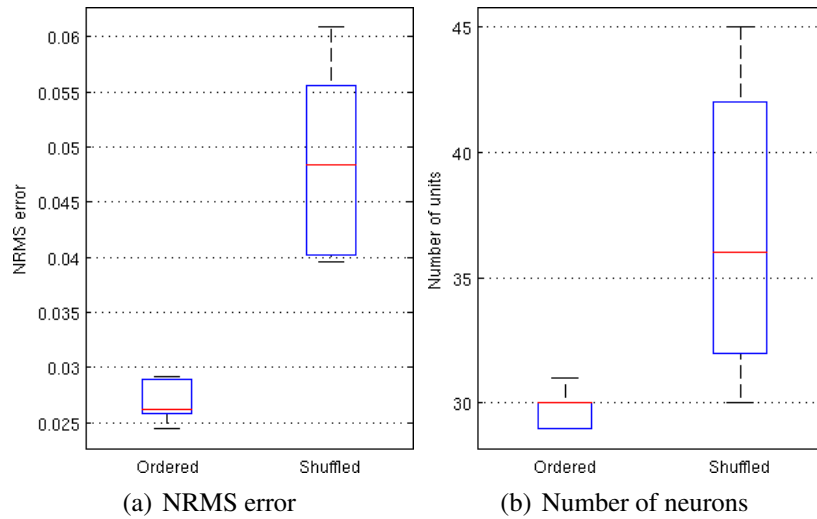 0.06
0.055
0.05
0.045
0.04
0.035
0.03
0.025
NRMS error
Ordered Shuffled
(a) NRMS error
45
40
35
30
Number of units
Ordered Shuffled
(b) Number of neurons